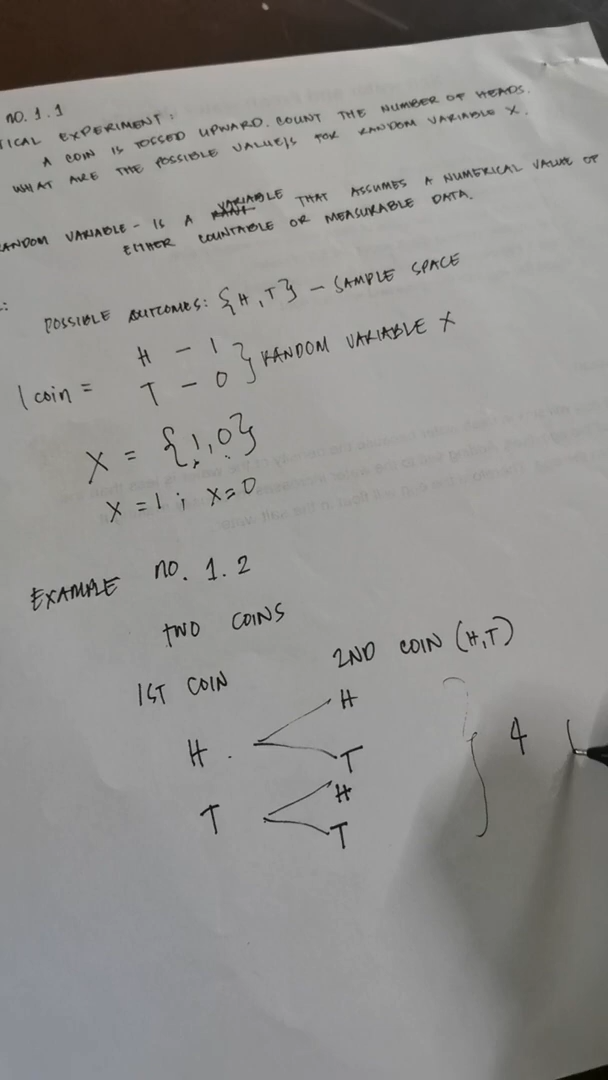 no. 1.1
TICAL EXPERIMENT:
A COIN IS TOSSED UPWARD. COUNT THE NUMBER OF HEADS.
WHAT ARE THE POSSIBLE VALUE/S FOR RANDOM VARIABLE X.
ANDOM VARIABLE - IS A VARIABLE THAT ASSUMES A NUMERICAL VALUE OF
EITHER COUNTABLE OR MEASURABLE DATA.
POSSIBLE OUTCOMES: {H, T} - SAMPLE SPACE
1 coin = H - 1
T - 0 } RANDOM VARIABLE X
X = {1, 0}
X = 1 ; X = 0
EXAMPLE no. 1.2
TWO COINS
1ST COIN 2ND COIN (H,T)
H
H
T
H
T
T
} 4 (